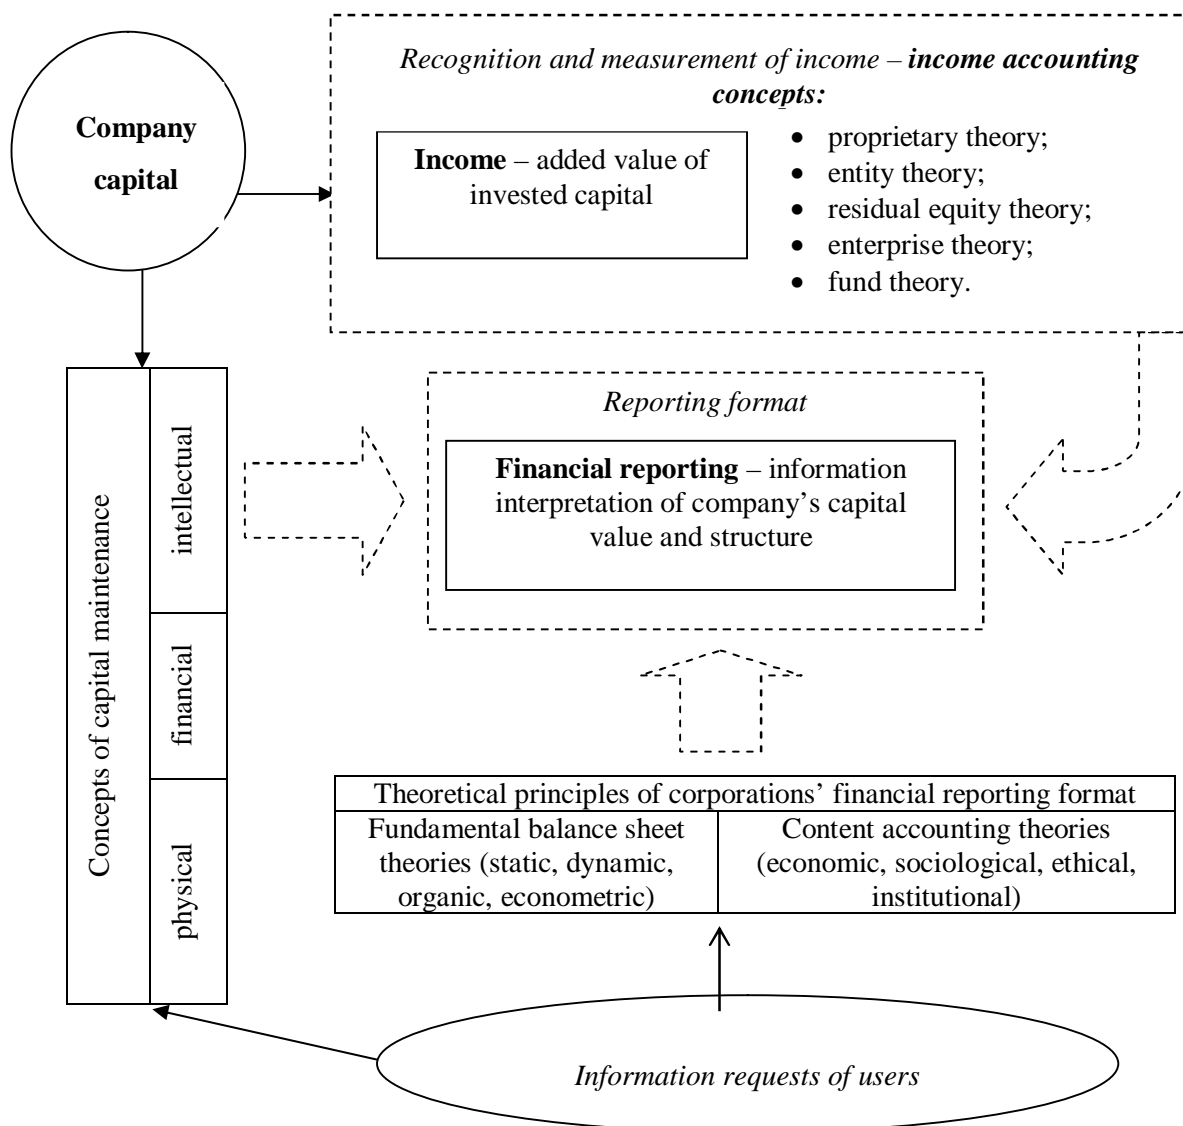 Company
capital
Recognition and measurement of income – income accounting
concepts:
Income – added value of
invested capital
• proprietary theory;
• entity theory;
• residual equity theory;
• enterprise theory;
• fund theory.
Concepts of capital maintenance
intellectual
financial
physical
Reporting format
Financial reporting – information
interpretation of company’s capital
value and structure
Theoretical principles of corporations’ financial reporting format
Fundamental balance sheet
theories (static, dynamic,
organic, econometric)
Content accounting theories
(economic, sociological, ethical,
institutional)
Information requests of users